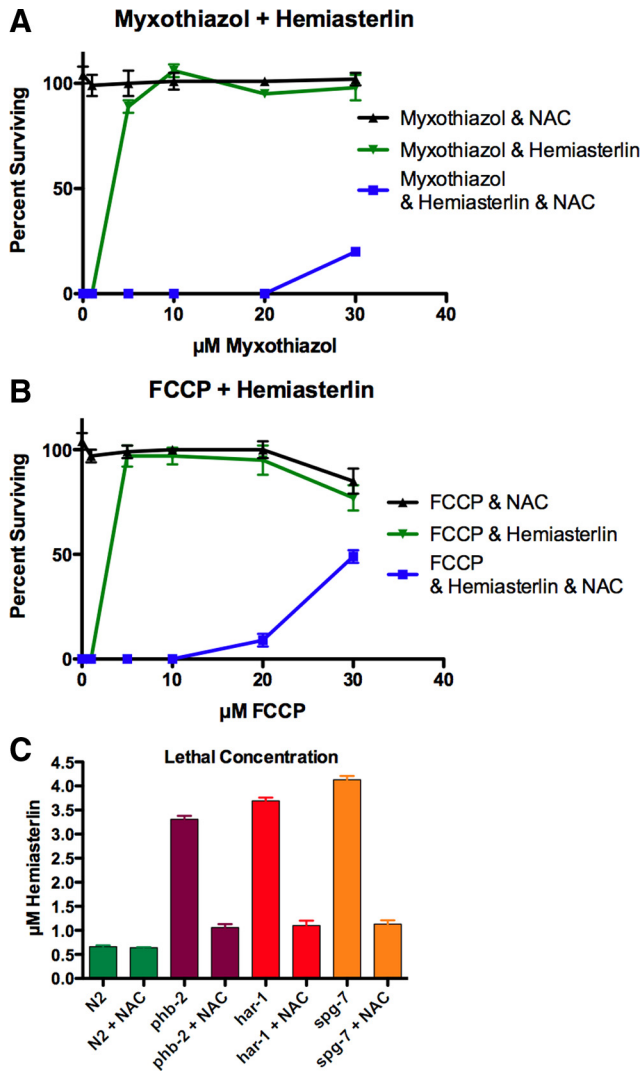 A
Myxothiazol + Hemiasterlin
Percent Surviving
100
50
0
0
10
20
30
40
µM Myxothiazol
Myxothiazol & NAC
Myxothiazol & Hemiasterlin
Myxothiazol
& Hemiasterlin & NAC
B
FCCP + Hemiasterlin
Percent Surviving
100
50
0
0
10
20
30
40
µM FCCP
FCCP & NAC
FCCP & Hemiasterlin
FCCP
& Hemiasterlin & NAC
C
Lethal Concentration
µM Hemiasterlin
4.5
4.0
3.5
3.0
2.5
2.0
1.5
1.0
0.5
0.0
N2
N2 + NAC
phb-2
phb-2 + NAC
har-1
har-1 + NAC
spg-7
spg-7 + NAC